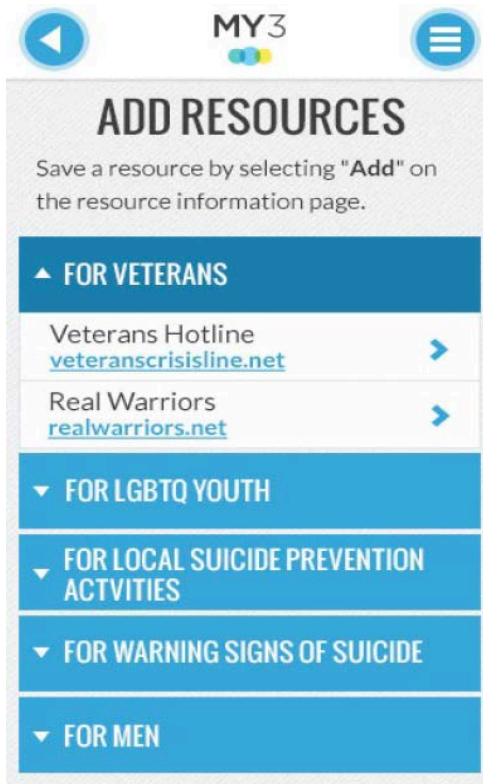 MY3
ADD RESOURCES
Save a resource by selecting "Add" on
the resource information page.
FOR VETERANS
Veterans Hotline
veteranscrisisline.net
Real Warriors
realwarriors.net
FOR LGBTQ YOUTH
FOR LOCAL SUICIDE PREVENTION
ACTVITIES
FOR WARNING SIGNS OF SUICIDE
FOR MEN